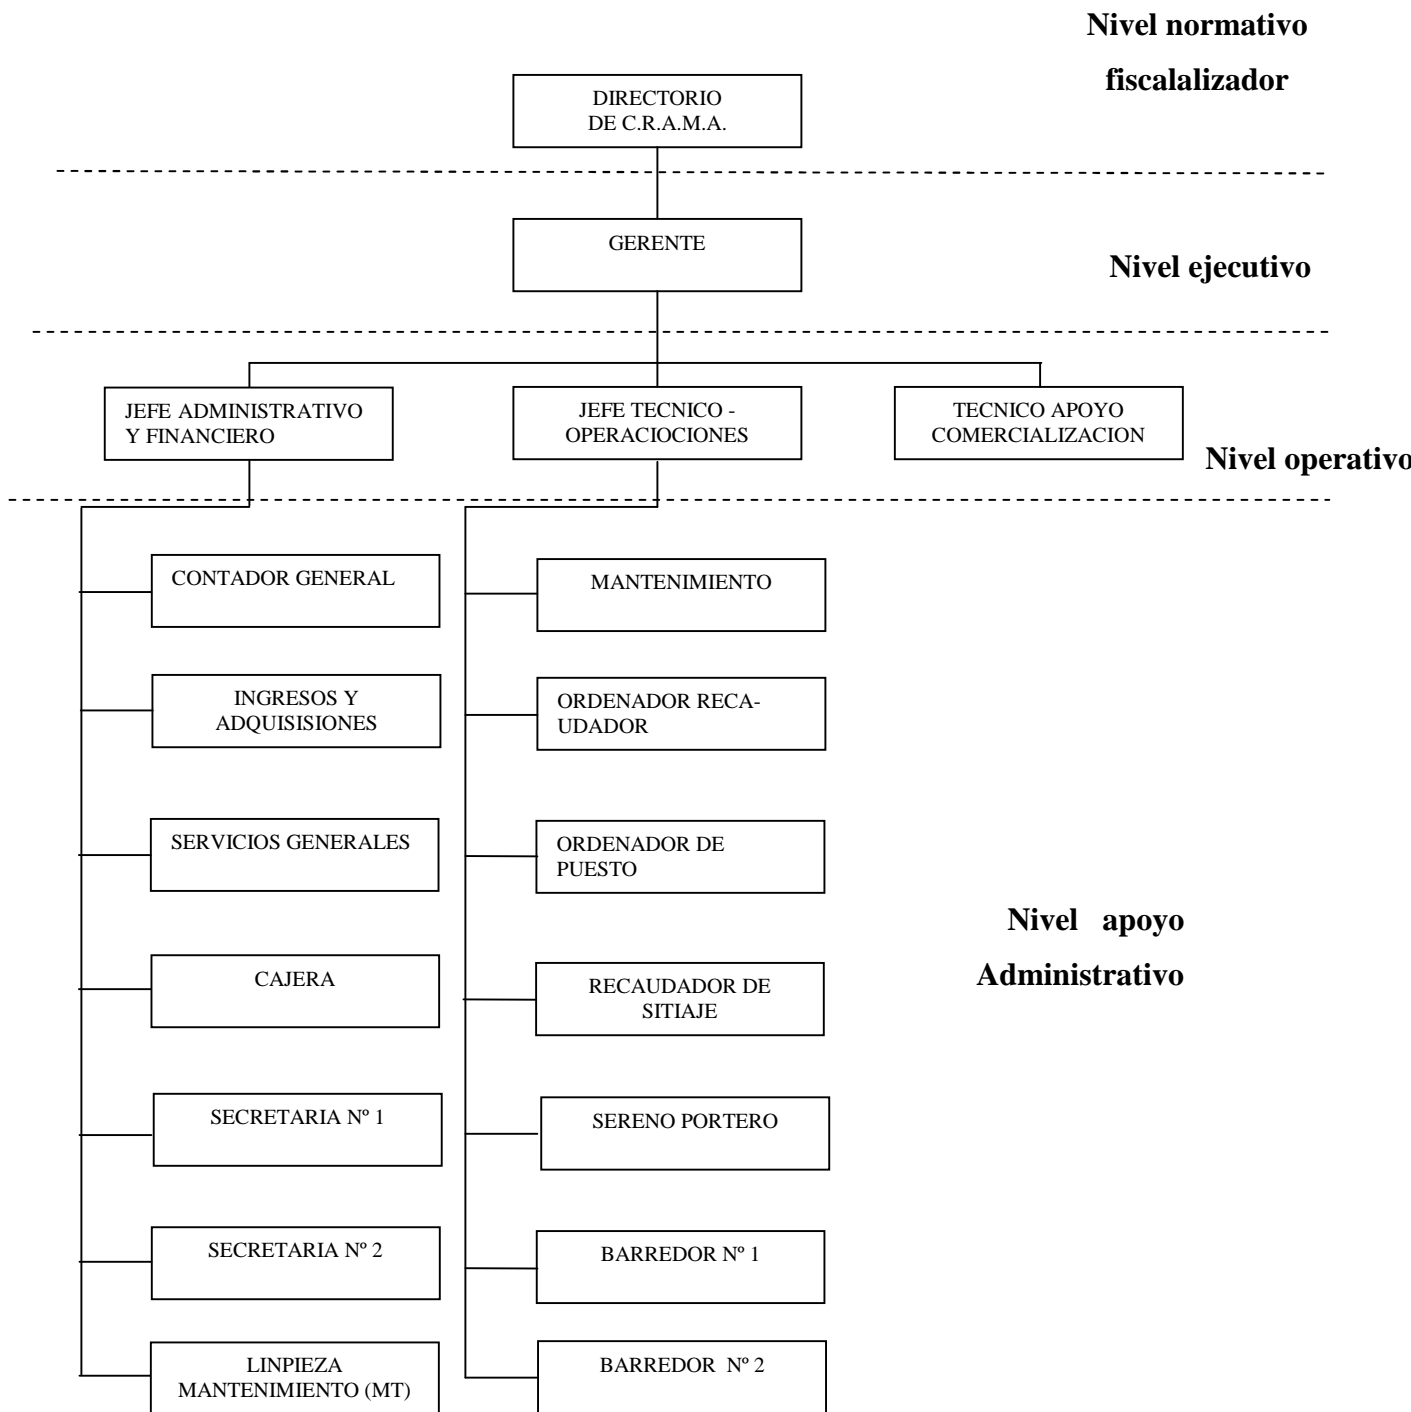 Nivel normativo
fiscalalizador
DIRECTORIO
DE C.R.A.M.A.
GERENTE
Nivel ejecutivo
JEFE ADMINISTRATIVO
Y FINANCIERO
JEFE TECNICO -
OPERACIOCIONES
TECNICO APOYO
COMERCIALIZACION
Nivel operativo
CONTADOR GENERAL
MANTENIMIENTO
INGRESOS Y
ADQUISISIONES
ORDENADOR RECA-
UDADOR
SERVICIOS GENERALES
ORDENADOR DE
PUESTO
Nivel apoyo
Administrativo
CAJERA
RECAUDADOR DE
SITIAJE
SECRETARIA Nº 1
SERENO PORTERO
SECRETARIA Nº 2
BARREDOR Nº 1
LINPIEZA
MANTENIMIENTO (MT)
BARREDOR Nº 2